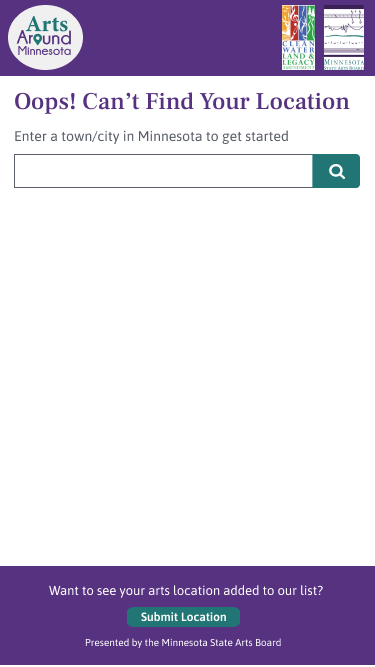 Arts
Around
Minnesota
CLEAN
WATER
LAND &
LEGACY
AMENDMENT
MINNESOTA
STATE ARTS BOARD
Oops! Can’t Find Your Location
Enter a town/city in Minnesota to get started
Want to see your arts location added to our list?
Submit Location
Presented by the Minnesota State Arts Board